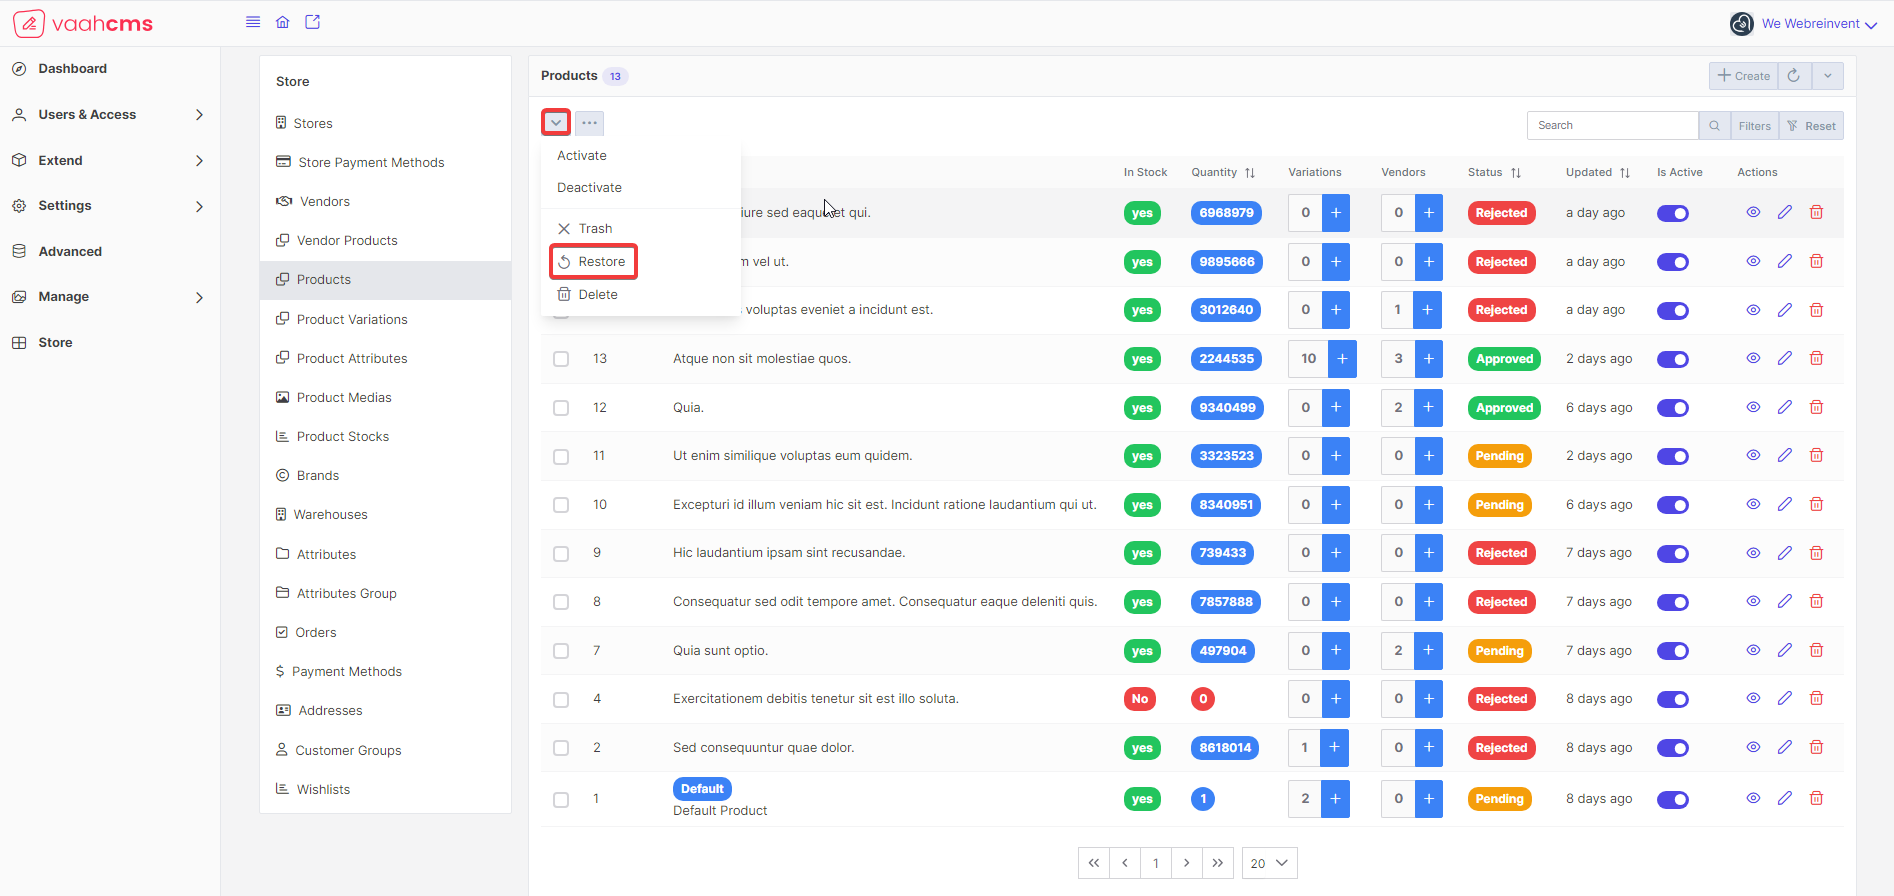 vaahcms
We Webreinvent
Dashboard
Users & Access
Extend
Settings
Advanced
Manage
Store
Store
Stores
Store Payment Methods
Vendors
Vendor Products
Products
Product Variations
Product Attributes
Product Medias
Product Stocks
Brands
Warehouses
Attributes
Attributes Group
Orders
Payment Methods
Addresses
Customer Groups
Wishlists
Products 13
Create
Search Filters Reset
Activate
Deactivate
Trash
Restore
Delete
In Stock Quantity Variations Vendors Status Updated Is Active Actions
iure sed eaque et qui. yes 6968979 0 + 0 + Rejected a day ago
vel ut. yes 9895666 0 + 0 + Rejected a day ago
voluptas eveniet a incidunt est. yes 3012640 0 + 1 + Rejected a day ago
13 Atque non sit molestiae quos. yes 2244535 10 + 3 + Approved 2 days ago
12 Quia. yes 9340499 0 + 2 + Approved 6 days ago
11 Ut enim similique voluptas eum quidem. yes 3323523 0 + 0 + Pending 2 days ago
10 Excepturi id illum veniam hic sit est. Incidunt ratione laudantium qui ut. yes 8340951 0 + 0 + Pending 6 days ago
9 Hic laudantium ipsam sint recusandae. yes 739433 0 + 0 + Rejected 7 days ago
8 Consequatur sed odit tempore amet. Consequatur eaque deleniti quis. yes 7857888 0 + 0 + Rejected 7 days ago
7 Quia sunt optio. yes 497904 0 + 2 + Pending 7 days ago
4 Exercitationem debitis tenetur sit est illo soluta. No 0 0 + 0 + Rejected 8 days ago
2 Sed consequuntur quae dolor. yes 8618014 1 + 0 + Rejected 8 days ago
Default
1 Default Product yes 1 2 + 0 + Pending 8 days ago
1 20